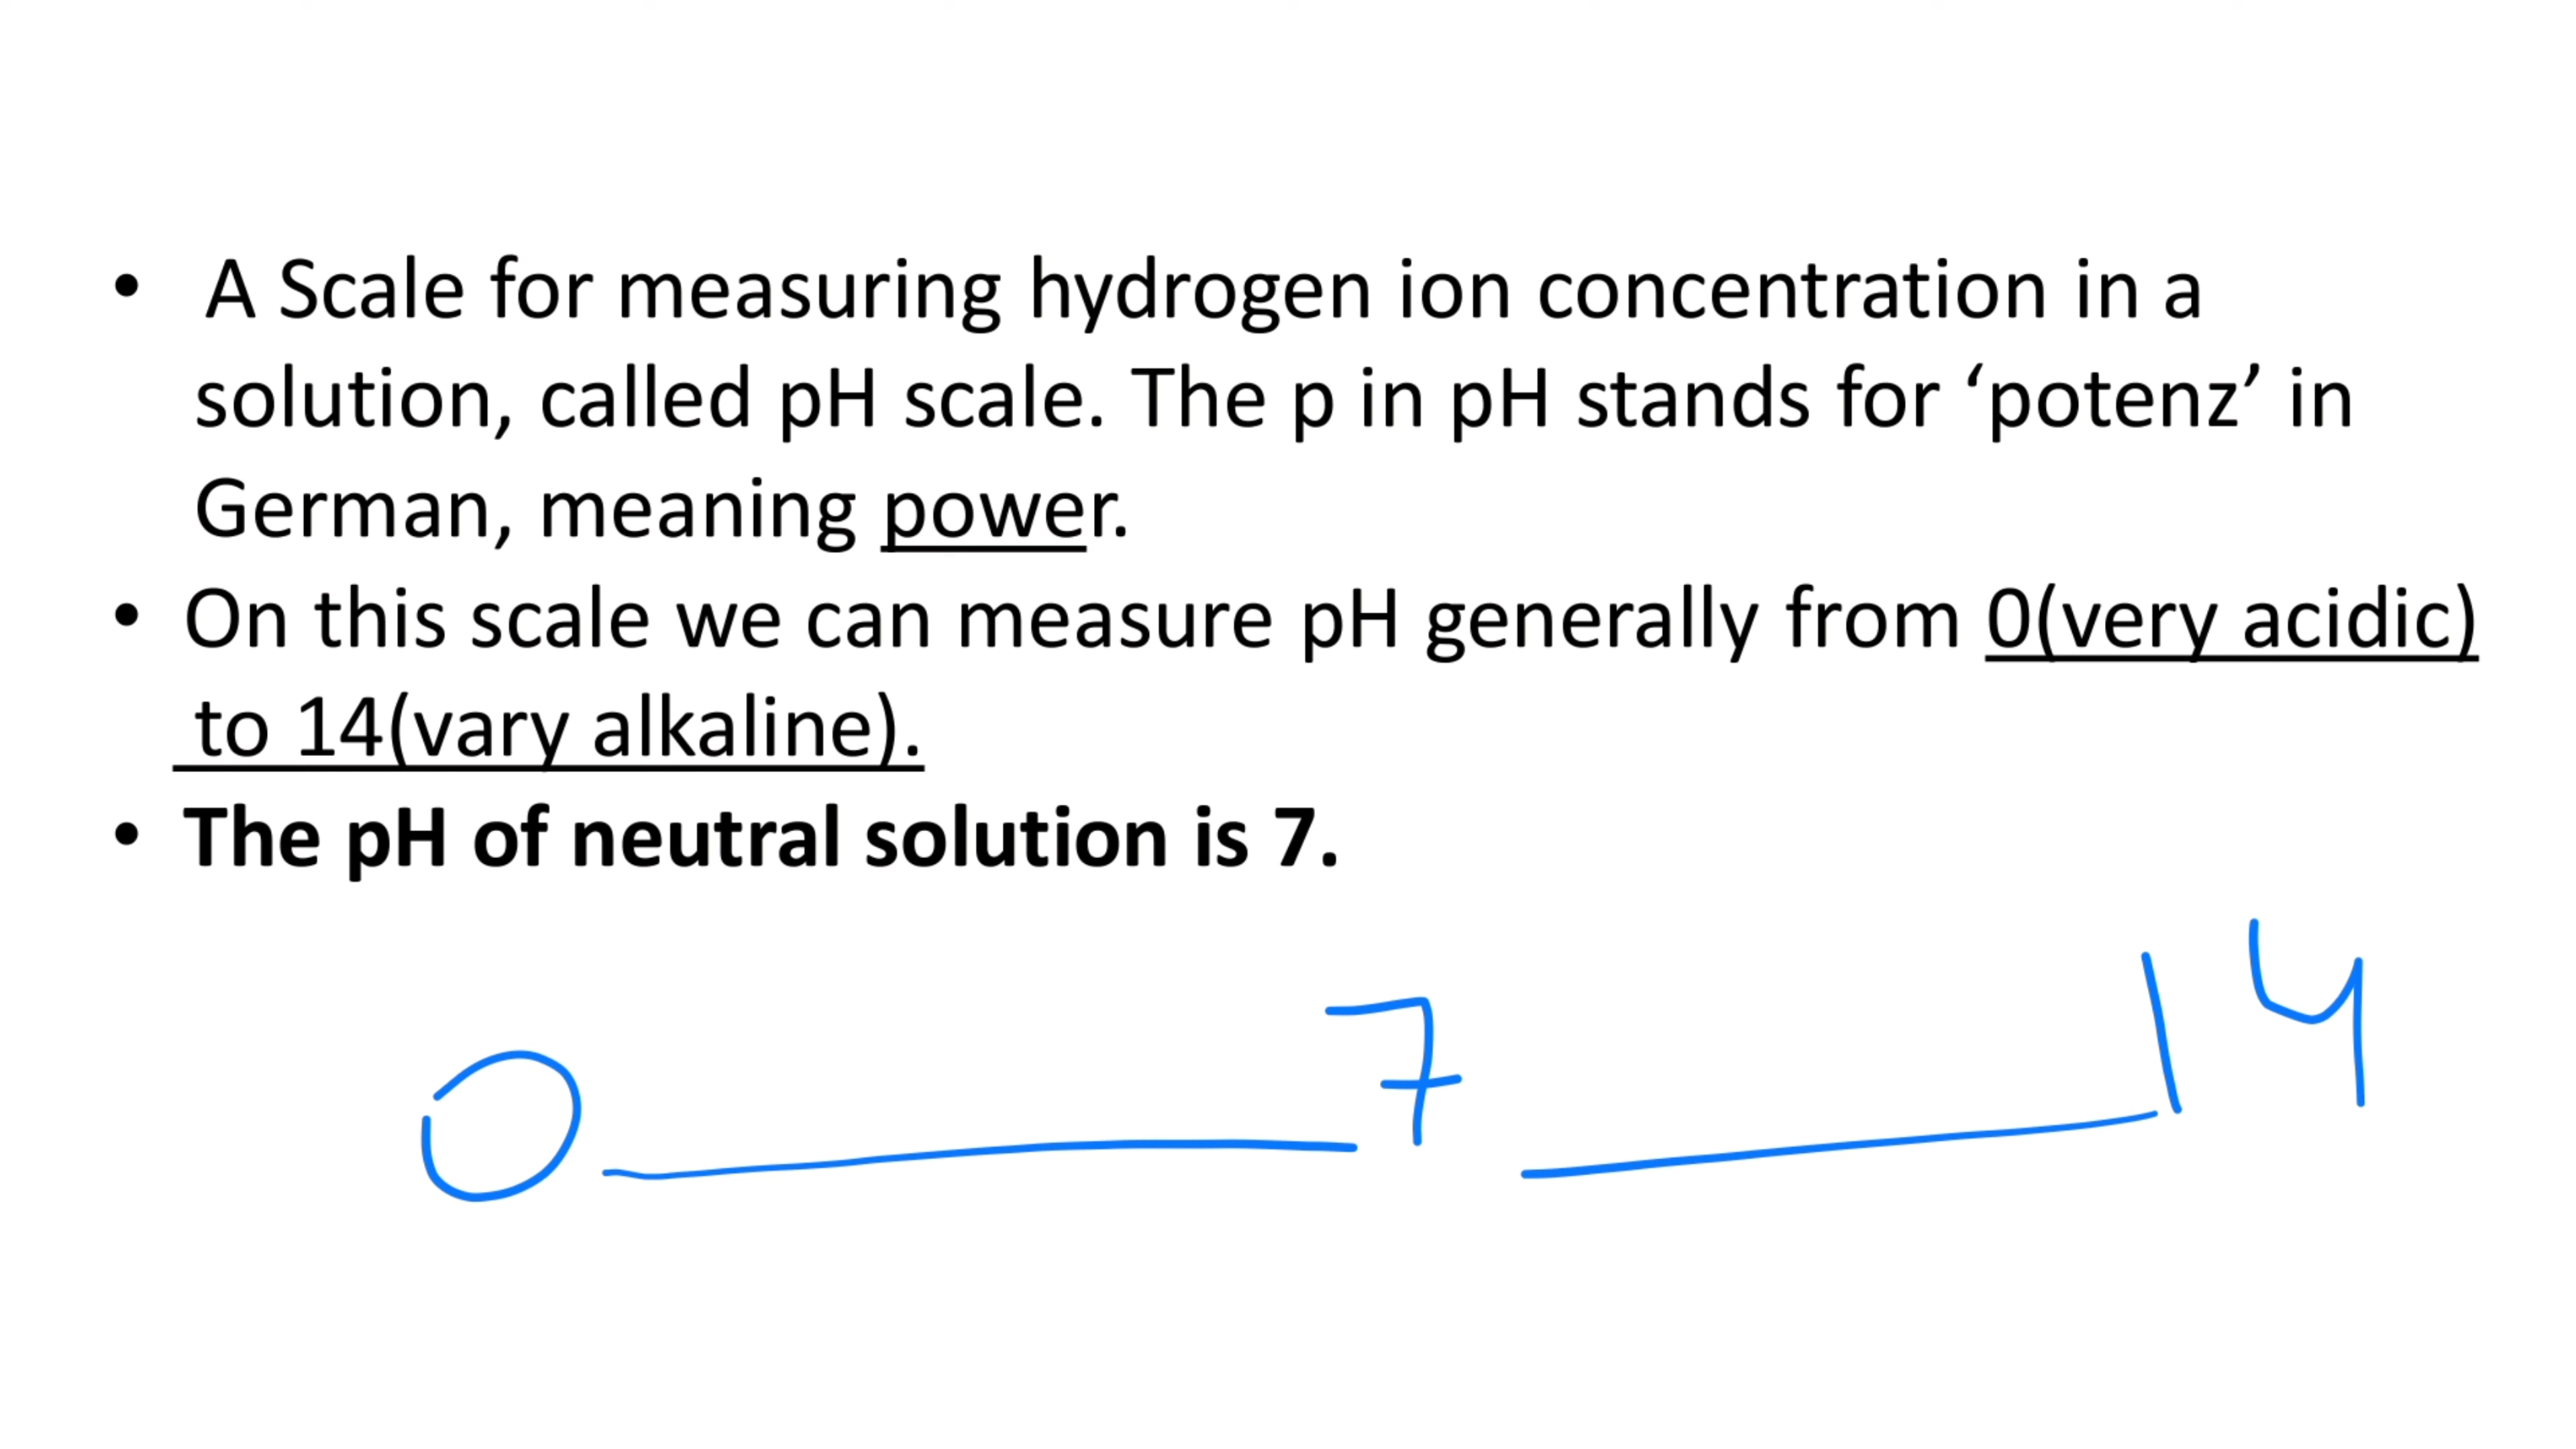 • A Scale for measuring hydrogen ion concentration in a
solution, called pH scale. The p in pH stands for ‘potenz’ in
German, meaning power.
• On this scale we can measure pH generally from 0(very acidic)
to 14(vary alkaline).
• The pH of neutral solution is 7.
0 7 14